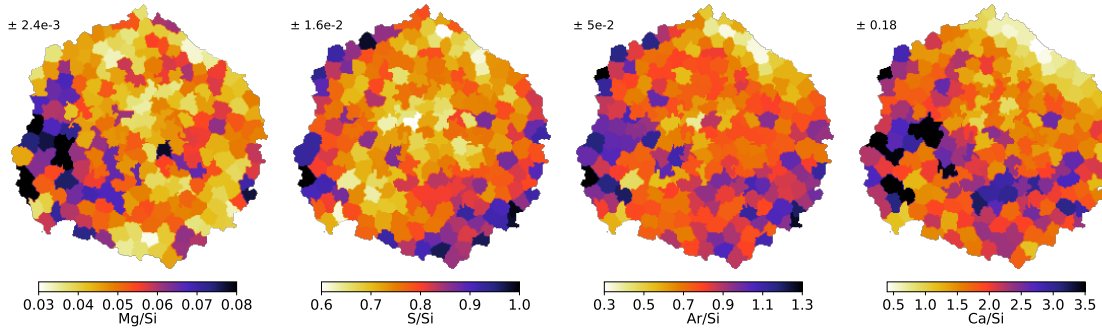 ± 2.4e-3
± 1.6e-2
± 5e-2
± 0.18
0.03 0.04 0.05 0.06 0.07 0.08
Mg/Si
0.6 0.7 0.8 0.9 1.0
S/Si
0.3 0.5 0.7 0.9 1.1 1.3
Ar/Si
0.5 1.0 1.5 2.0 2.5 3.0 3.5
Ca/Si